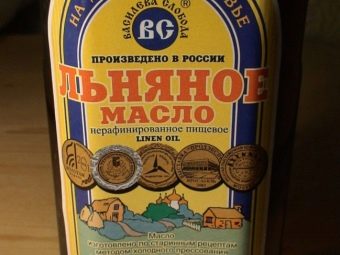 НА
ВАСИЛЕВА СЛОБОДА
®
ВС
ПРОИЗВЕДЕНО В РОССИИ
ЛЬНЯНОЕ
МАСЛО
нерафинированное пищевое
LINEN OIL
Масло
изготовлено по старинным рецептам
методом холодного прессования